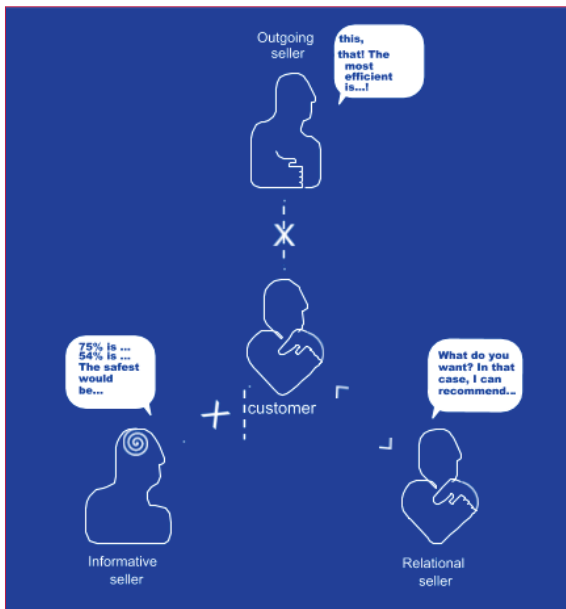 Outgoing
seller
this,
that! The
most
efficient
is...!
X
75% is ...
54% is ...
The safest
would
be...
What do you
want? In that
case, I can
recommend...
+
customer
Informative
seller
Relational
seller